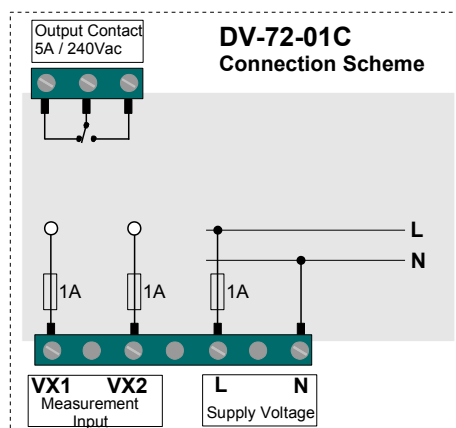 Output Contact
5A / 240Vac
DV-72-01C
Connection Scheme
L
N
1A
1A
1A
VX1
VX2
L
N
Measurement
Input
Supply Voltage